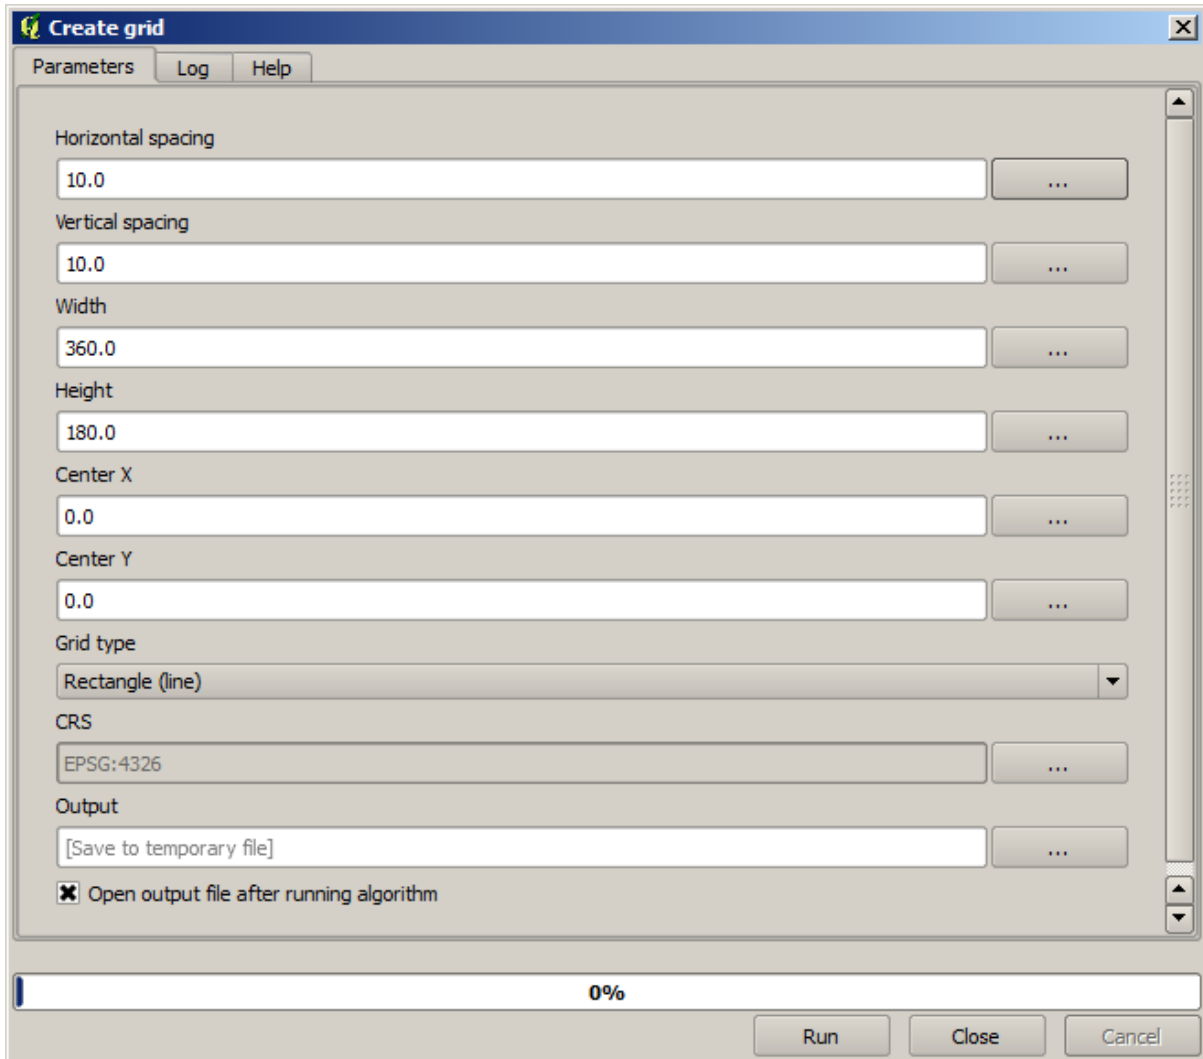 Create grid
Parameters Log Help
Horizontal spacing
10.0 ...
Vertical spacing
10.0 ...
Width
360.0 ...
Height
180.0 ...
Center X
0.0 ...
Center Y
0.0 ...
Grid type
Rectangle (line)
CRS
EPSG:4326 ...
Output
[Save to temporary file] ...
Open output file after running algorithm
0%
Run Close Cancel